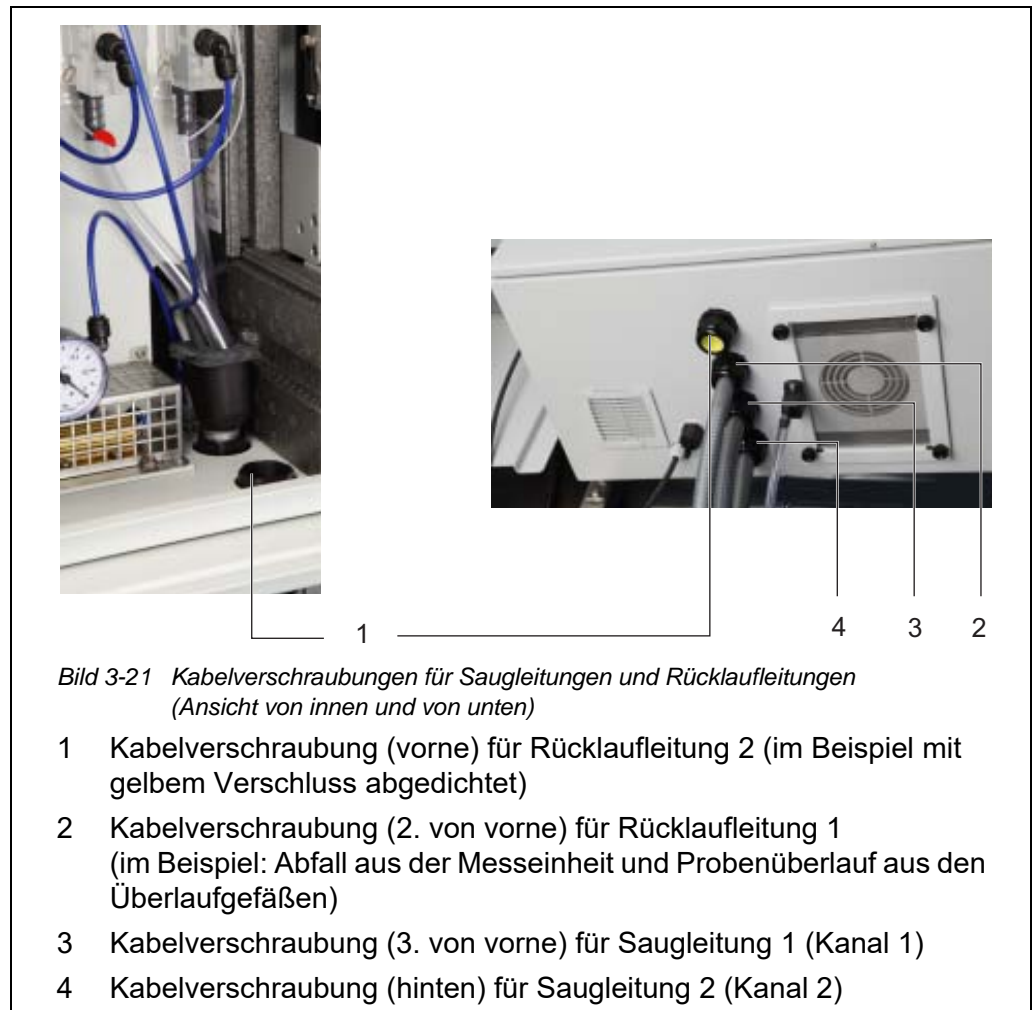 1
4 3 2
Bild 3-21 Kabelverschraubungen für Saugleitungen und Rücklaufleitungen
(Ansicht von innen und von unten)
1 Kabelverschraubung (vorne) für Rücklaufleitung 2 (im Beispiel mit
gelbem Verschluss abgedichtet)
2 Kabelverschraubung (2. von vorne) für Rücklaufleitung 1
(im Beispiel: Abfall aus der Messeinheit und Probenüberlauf aus den
Überlaufgefäßen)
3 Kabelverschraubung (3. von vorne) für Saugleitung 1 (Kanal 1)
4 Kabelverschraubung (hinten) für Saugleitung 2 (Kanal 2)